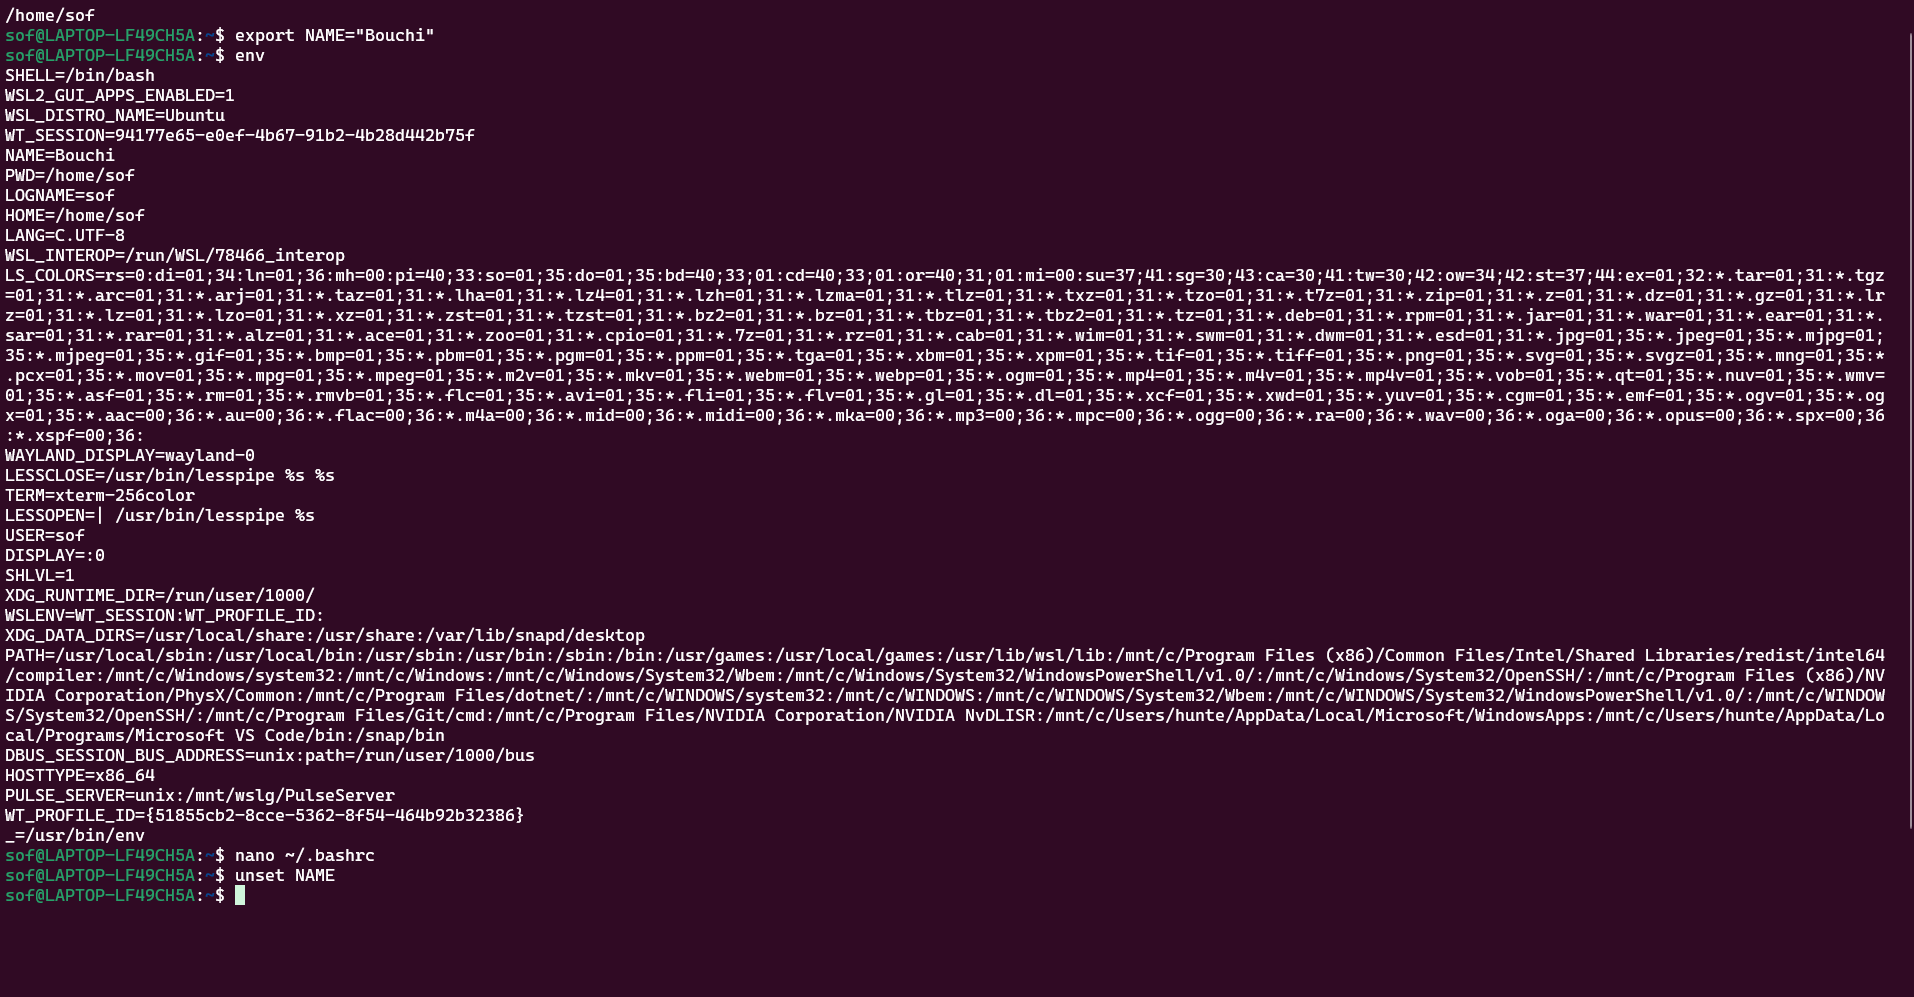 /home/sof
sof@LAPTOP-LF49CH5A:~$ export NAME="Bouchi"
sof@LAPTOP-LF49CH5A:~$ env
SHELL=/bin/bash
WSL2_GUI_APPS_ENABLED=1
WSL_DISTRO_NAME=Ubuntu
WT_SESSION=94177e65-e0ef-4b67-91b2-4b28d442b75f
NAME=Bouchi
PWD=/home/sof
LOGNAME=sof
HOME=/home/sof
LANG=C.UTF-8
WSL_INTEROP=/run/WSL/78466_interop
LS_COLORS=rs=0:di=01;34:ln=01;36:mh=00:pi=40;33:so=01;35:do=01;35:bd=40;33;01:cd=40;33;01:or=40;31;01:mi=00:su=37;41:sg=30;43:ca=30;41:tw=30;42:ow=34;42:st=37;44:ex=01;32:*.tar=01;31:*.tgz
=01;31:*.arc=01;31:*.arj=01;31:*.taz=01;31:*.lha=01;31:*.lz4=01;31:*.lzh=01;31:*.lzma=01;31:*.tlz=01;31:*.txz=01;31:*.tzo=01;31:*.t7z=01;31:*.zip=01;31:*.z=01;31:*.dz=01;31:*.gz=01;31:*.lr
z=01;31:*.lz=01;31:*.lzo=01;31:*.xz=01;31:*.zst=01;31:*.tzst=01;31:*.bz2=01;31:*.bz=01;31:*.tbz=01;31:*.tbz2=01;31:*.tz=01;31:*.deb=01;31:*.rpm=01;31:*.jar=01;31:*.war=01;31:*.ear=01;31:*.
sar=01;31:*.rar=01;31:*.alz=01;31:*.ace=01;31:*.zoo=01;31:*.cpio=01;31:*.7z=01;31:*.rz=01;31:*.cab=01;31:*.wim=01;31:*.swm=01;31:*.dwm=01;31:*.esd=01;31:*.jpg=01;35:*.jpeg=01;35:*.mjpg=01;
35:*.mjpeg=01;35:*.gif=01;35:*.bmp=01;35:*.pbm=01;35:*.pgm=01;35:*.ppm=01;35:*.tga=01;35:*.xbm=01;35:*.xpm=01;35:*.tif=01;35:*.tiff=01;35:*.png=01;35:*.svg=01;35:*.svgz=01;35:*.mng=01;35:*
.pcx=01;35:*.mov=01;35:*.mpg=01;35:*.mpeg=01;35:*.m2v=01;35:*.mkv=01;35:*.webm=01;35:*.webp=01;35:*.ogm=01;35:*.mp4=01;35:*.m4v=01;35:*.mp4v=01;35:*.vob=01;35:*.qt=01;35:*.nuv=01;35:*.wmv=
01;35:*.asf=01;35:*.rm=01;35:*.rmvb=01;35:*.flc=01;35:*.avi=01;35:*.fli=01;35:*.flv=01;35:*.gl=01;35:*.dl=01;35:*.xcf=01;35:*.xwd=01;35:*.yuv=01;35:*.cgm=01;35:*.emf=01;35:*.ogv=01;35:*.og
x=01;35:*.aac=00;36:*.au=00;36:*.flac=00;36:*.m4a=00;36:*.mid=00;36:*.midi=00;36:*.mka=00;36:*.mp3=00;36:*.mpc=00;36:*.ogg=00;36:*.ra=00;36:*.wav=00;36:*.oga=00;36:*.opus=00;36:*.spx=00;36
:*.xspf=00;36:
WAYLAND_DISPLAY=wayland-0
LESSCLOSE=/usr/bin/lesspipe %s %s
TERM=xterm-256color
LESSOPEN=| /usr/bin/lesspipe %s
USER=sof
DISPLAY=:0
SHLVL=1
XDG_RUNTIME_DIR=/run/user/1000/
WSLENV=WT_SESSION:WT_PROFILE_ID:
XDG_DATA_DIRS=/usr/local/share:/usr/share:/var/lib/snapd/desktop
PATH=/usr/local/sbin:/usr/local/bin:/usr/sbin:/usr/bin:/sbin:/bin:/usr/games:/usr/local/games:/usr/lib/wsl/lib:/mnt/c/Program Files (x86)/Common Files/Intel/Shared Libraries/redist/intel64
/compiler:/mnt/c/Windows/system32:/mnt/c/Windows:/mnt/c/Windows/System32/Wbem:/mnt/c/Windows/System32/WindowsPowerShell/v1.0/:/mnt/c/Windows/System32/OpenSSH/:/mnt/c/Program Files (x86)/NV
IDIA Corporation/PhysX/Common:/mnt/c/Program Files/dotnet/:/mnt/c/WINDOWS/system32:/mnt/c/WINDOWS:/mnt/c/WINDOWS/System32/Wbem:/mnt/c/WINDOWS/System32/WindowsPowerShell/v1.0/:/mnt/c/WINDOW
S/System32/OpenSSH/:/mnt/c/Program Files/Git/cmd:/mnt/c/Program Files/NVIDIA Corporation/NVIDIA NvDLISR:/mnt/c/Users/hunte/AppData/Local/Microsoft/WindowsApps:/mnt/c/Users/hunte/AppData/Lo
cal/Programs/Microsoft VS Code/bin:/snap/bin
DBUS_SESSION_BUS_ADDRESS=unix:path=/run/user/1000/bus
HOSTTYPE=x86_64
PULSE_SERVER=unix:/mnt/wslg/PulseServer
WT_PROFILE_ID={51855cb2-8cce-5362-8f54-464b92b32386}
_=/usr/bin/env
sof@LAPTOP-LF49CH5A:~$ nano ~/.bashrc
sof@LAPTOP-LF49CH5A:~$ unset NAME
sof@LAPTOP-LF49CH5A:~$